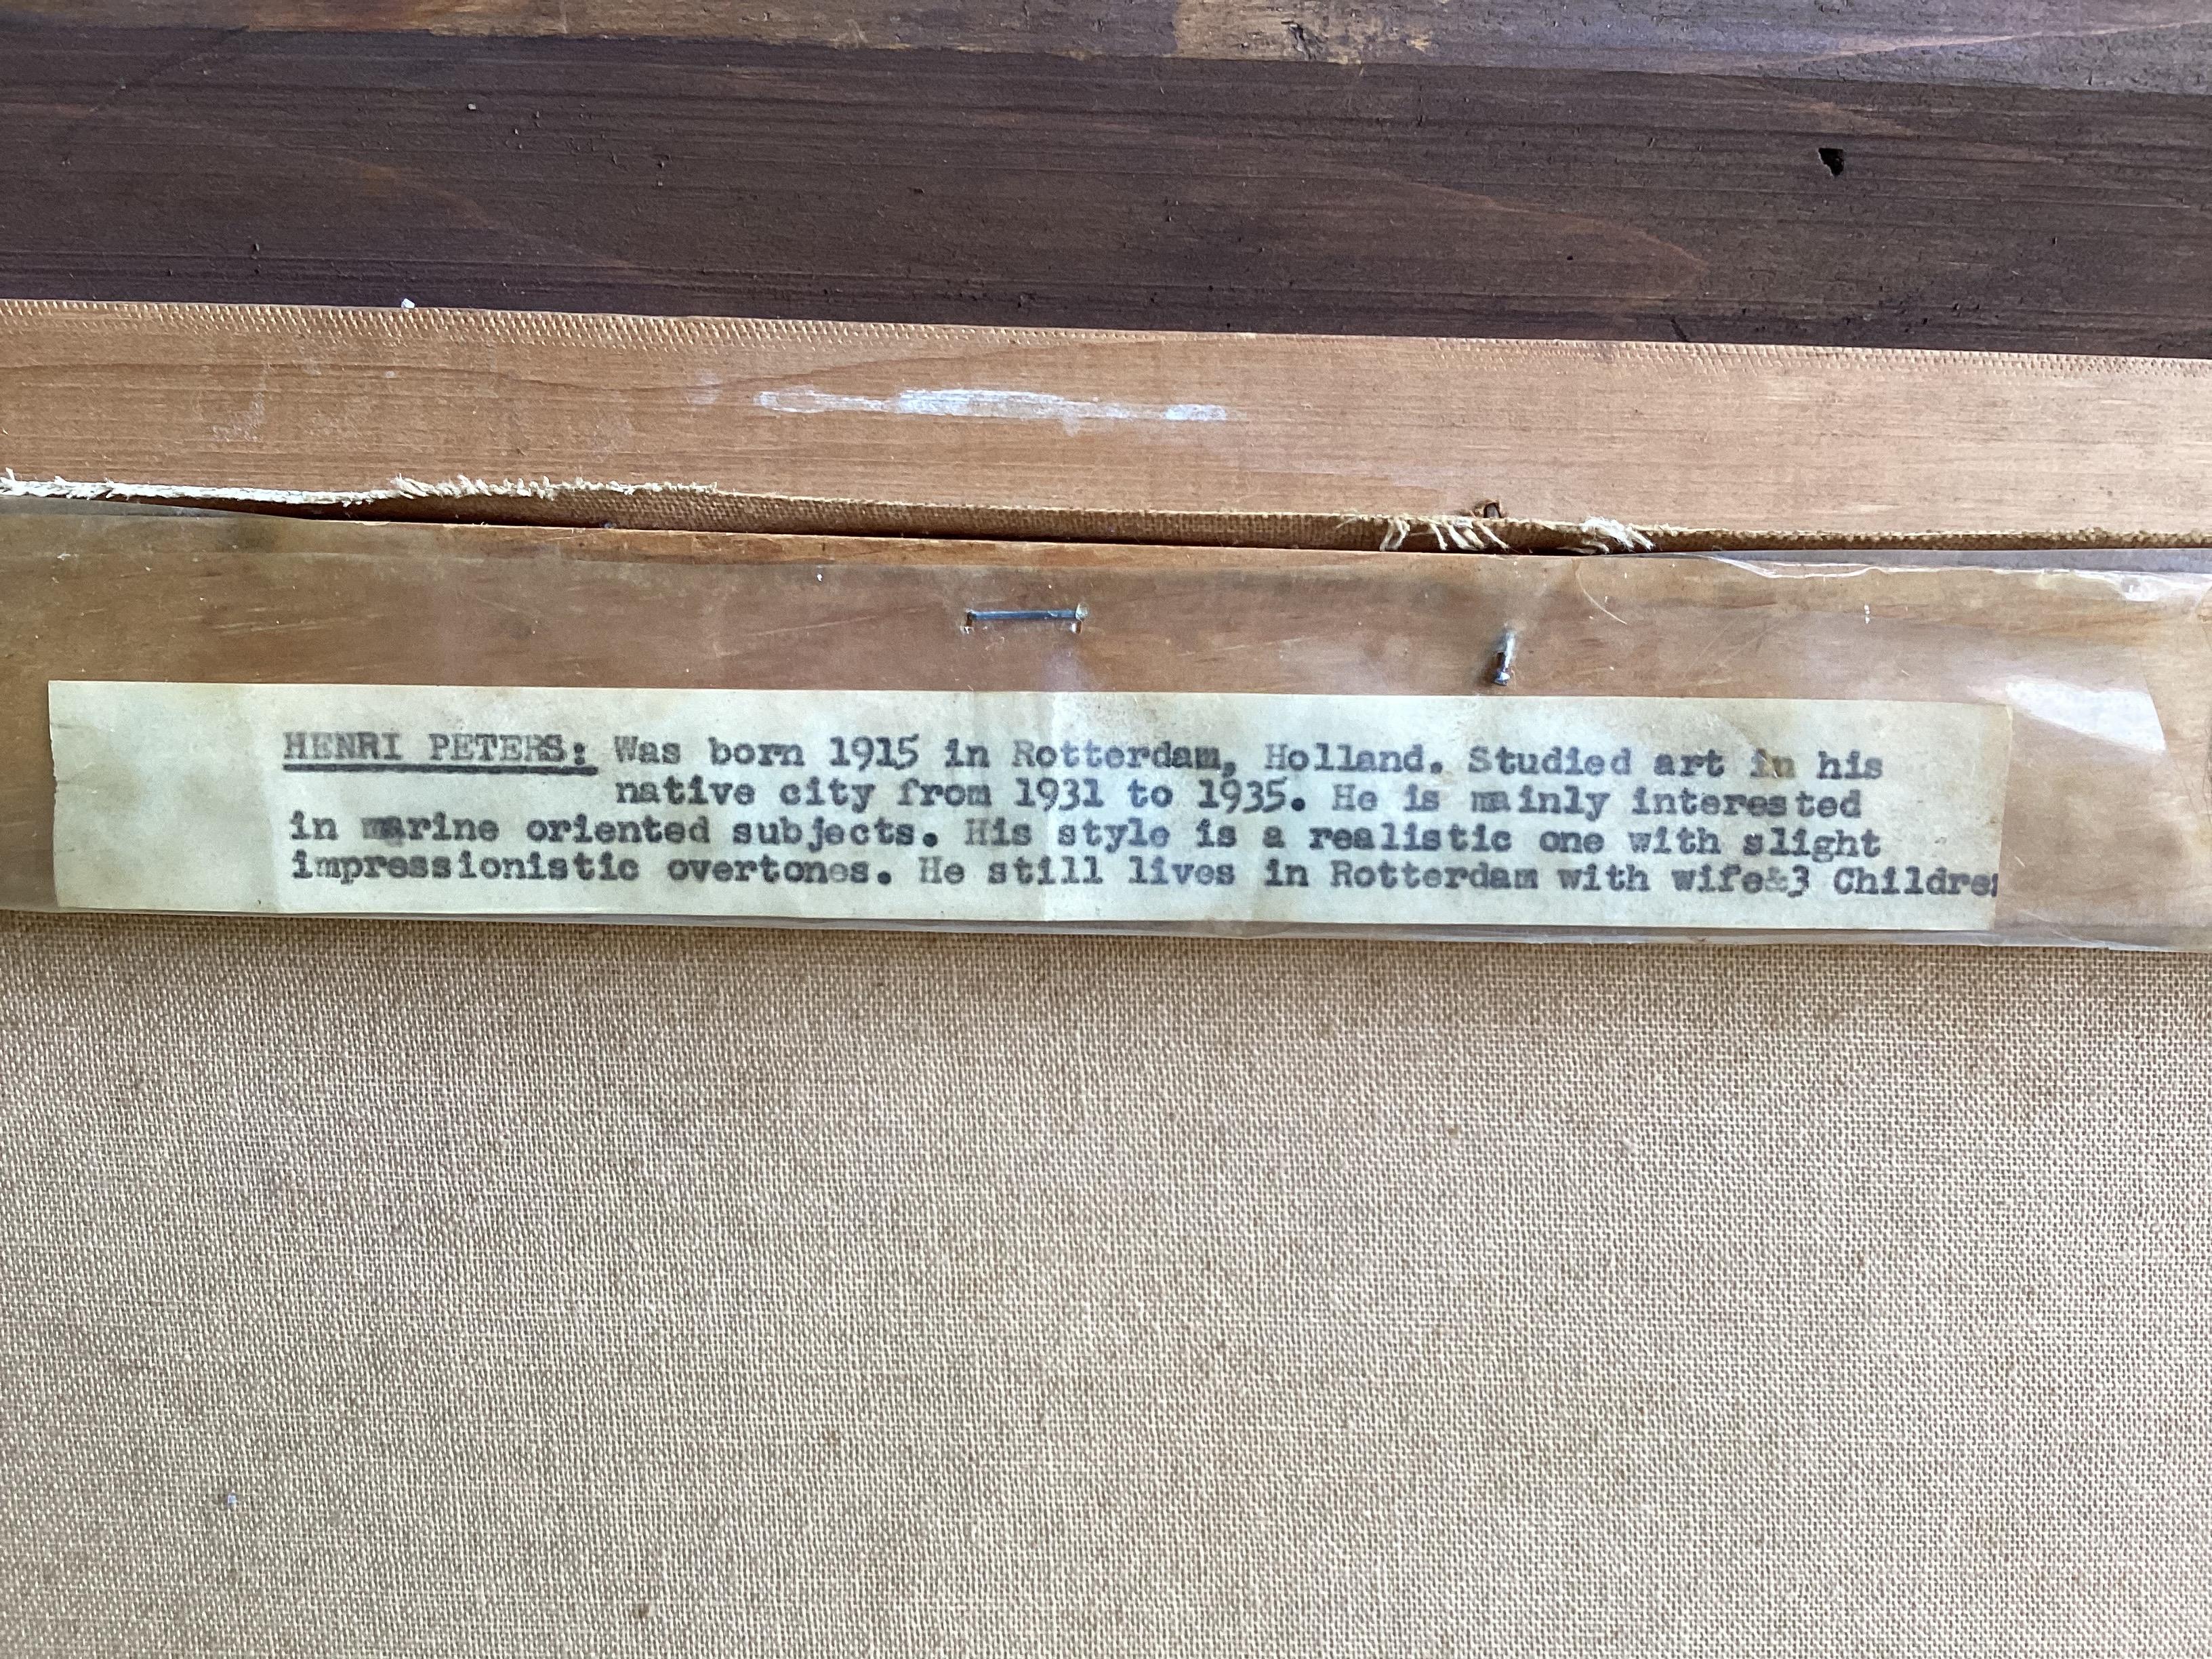 HENRI PETERS: Was born 1915 in Rotterdam, Holland. Studied art in his
native city from 1931 to 1935. He is mainly interested
in marine oriented subjects. His style is a realistic one with slight
impressionistic overtones. He still lives in Rotterdam with wife&3 Childre